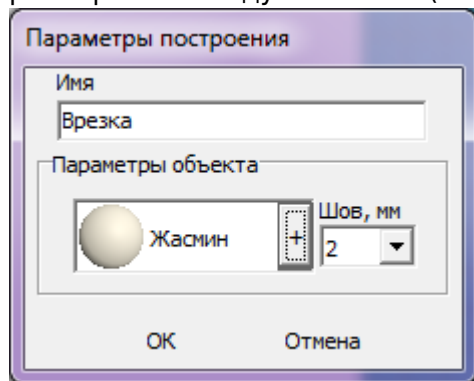 Параметры построения
Имя
Врезка
Параметры объекта
Жасмин
+
Шов, мм
2
ОК
Отмена